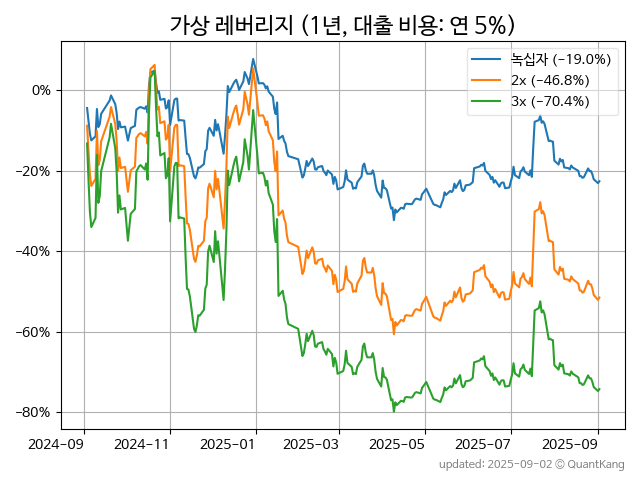 가상 레버리지 (1년, 대출 비용: 연 5%)
녹십자 (−19.0%)
2x (−46.8%)
3x (−70.4%)
0%
−20%
−40%
−60%
−80%
2024−09 2024−11 2025−01 2025−03 2025−05 2025−07 2025−09
updated: 2025-09-02 © QuantKang